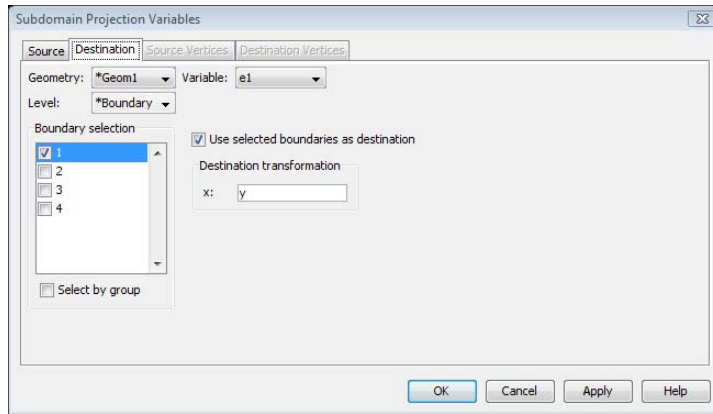 Subdomain Projection Variables
Source Destination Source Vertices Destination Vertices
Geometry: *Geom1 Variable: e1
Level: *Boundary
Boundary selection
Use selected boundaries as destination
1
2
3
4
Destination transformation
x: y
Select by group
OK Cancel Apply Help